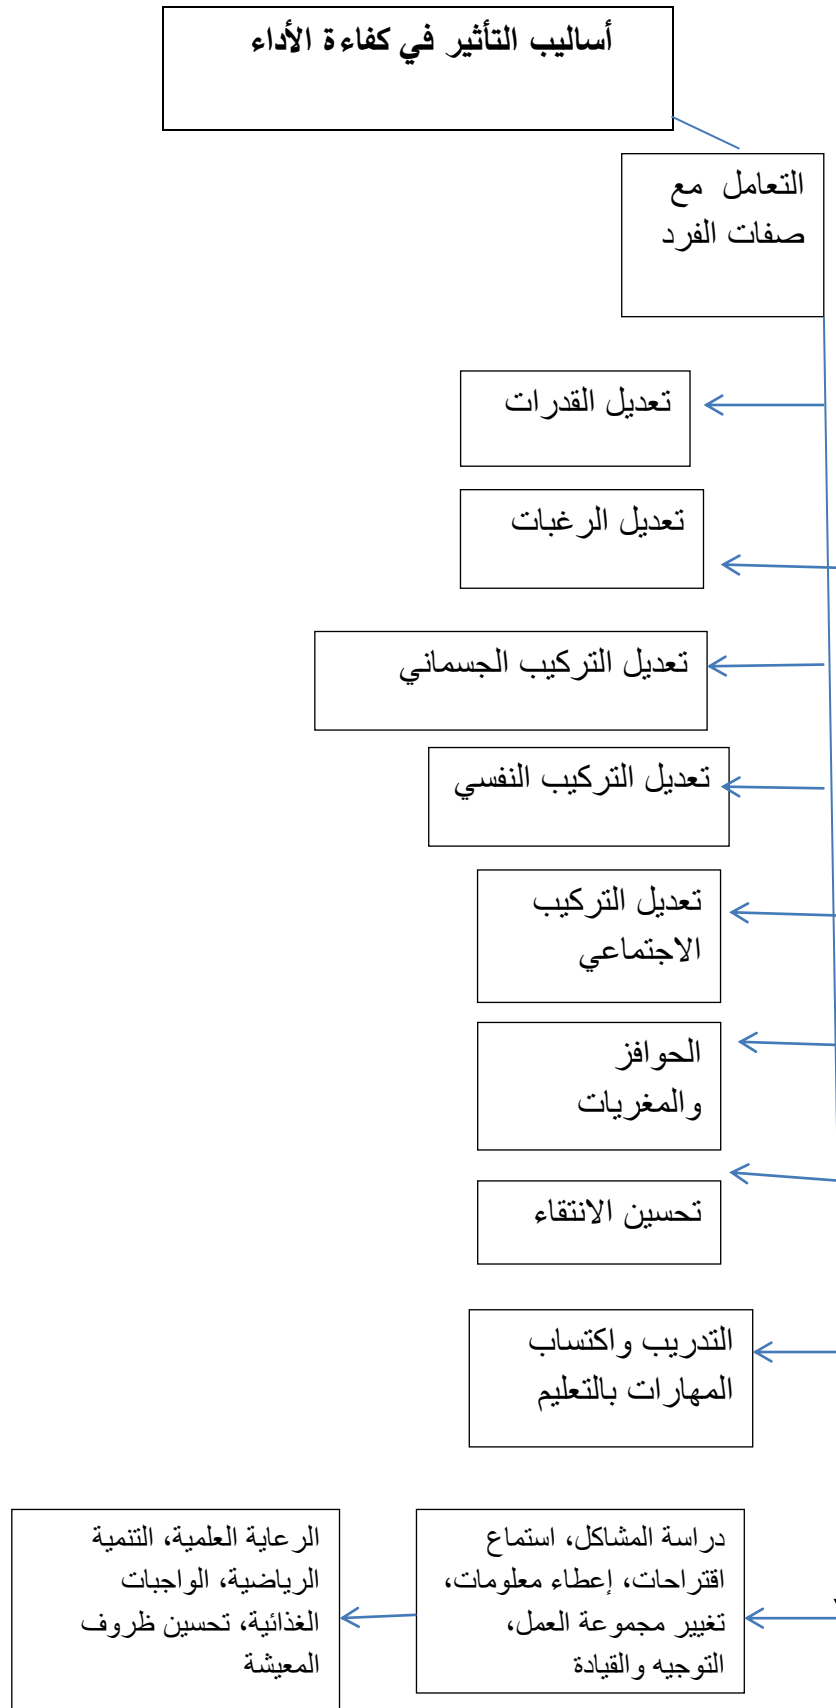 أساليب التأثير في كفاءة الأداء
التعامل مع
صفات الفرد
تعديل القدرات
تعديل الرغبات
تعديل التركيب الجسماني
تعديل التركيب النفسي
تعديل التركيب
الاجتماعي
الحوافز
والمغريات
تحسين الانتقاء
التدريب واكتساب
المهارات بالتعليم
دراسة المشاكل، استماع
اقتراحات، إعطاء معلومات،
تغيير مجموعة العمل،
التوجيه والقيادة
الرعاية العلمية، التنمية
الرياضية، الواجبات
الغذائية، تحسين ظروف
المعيشة